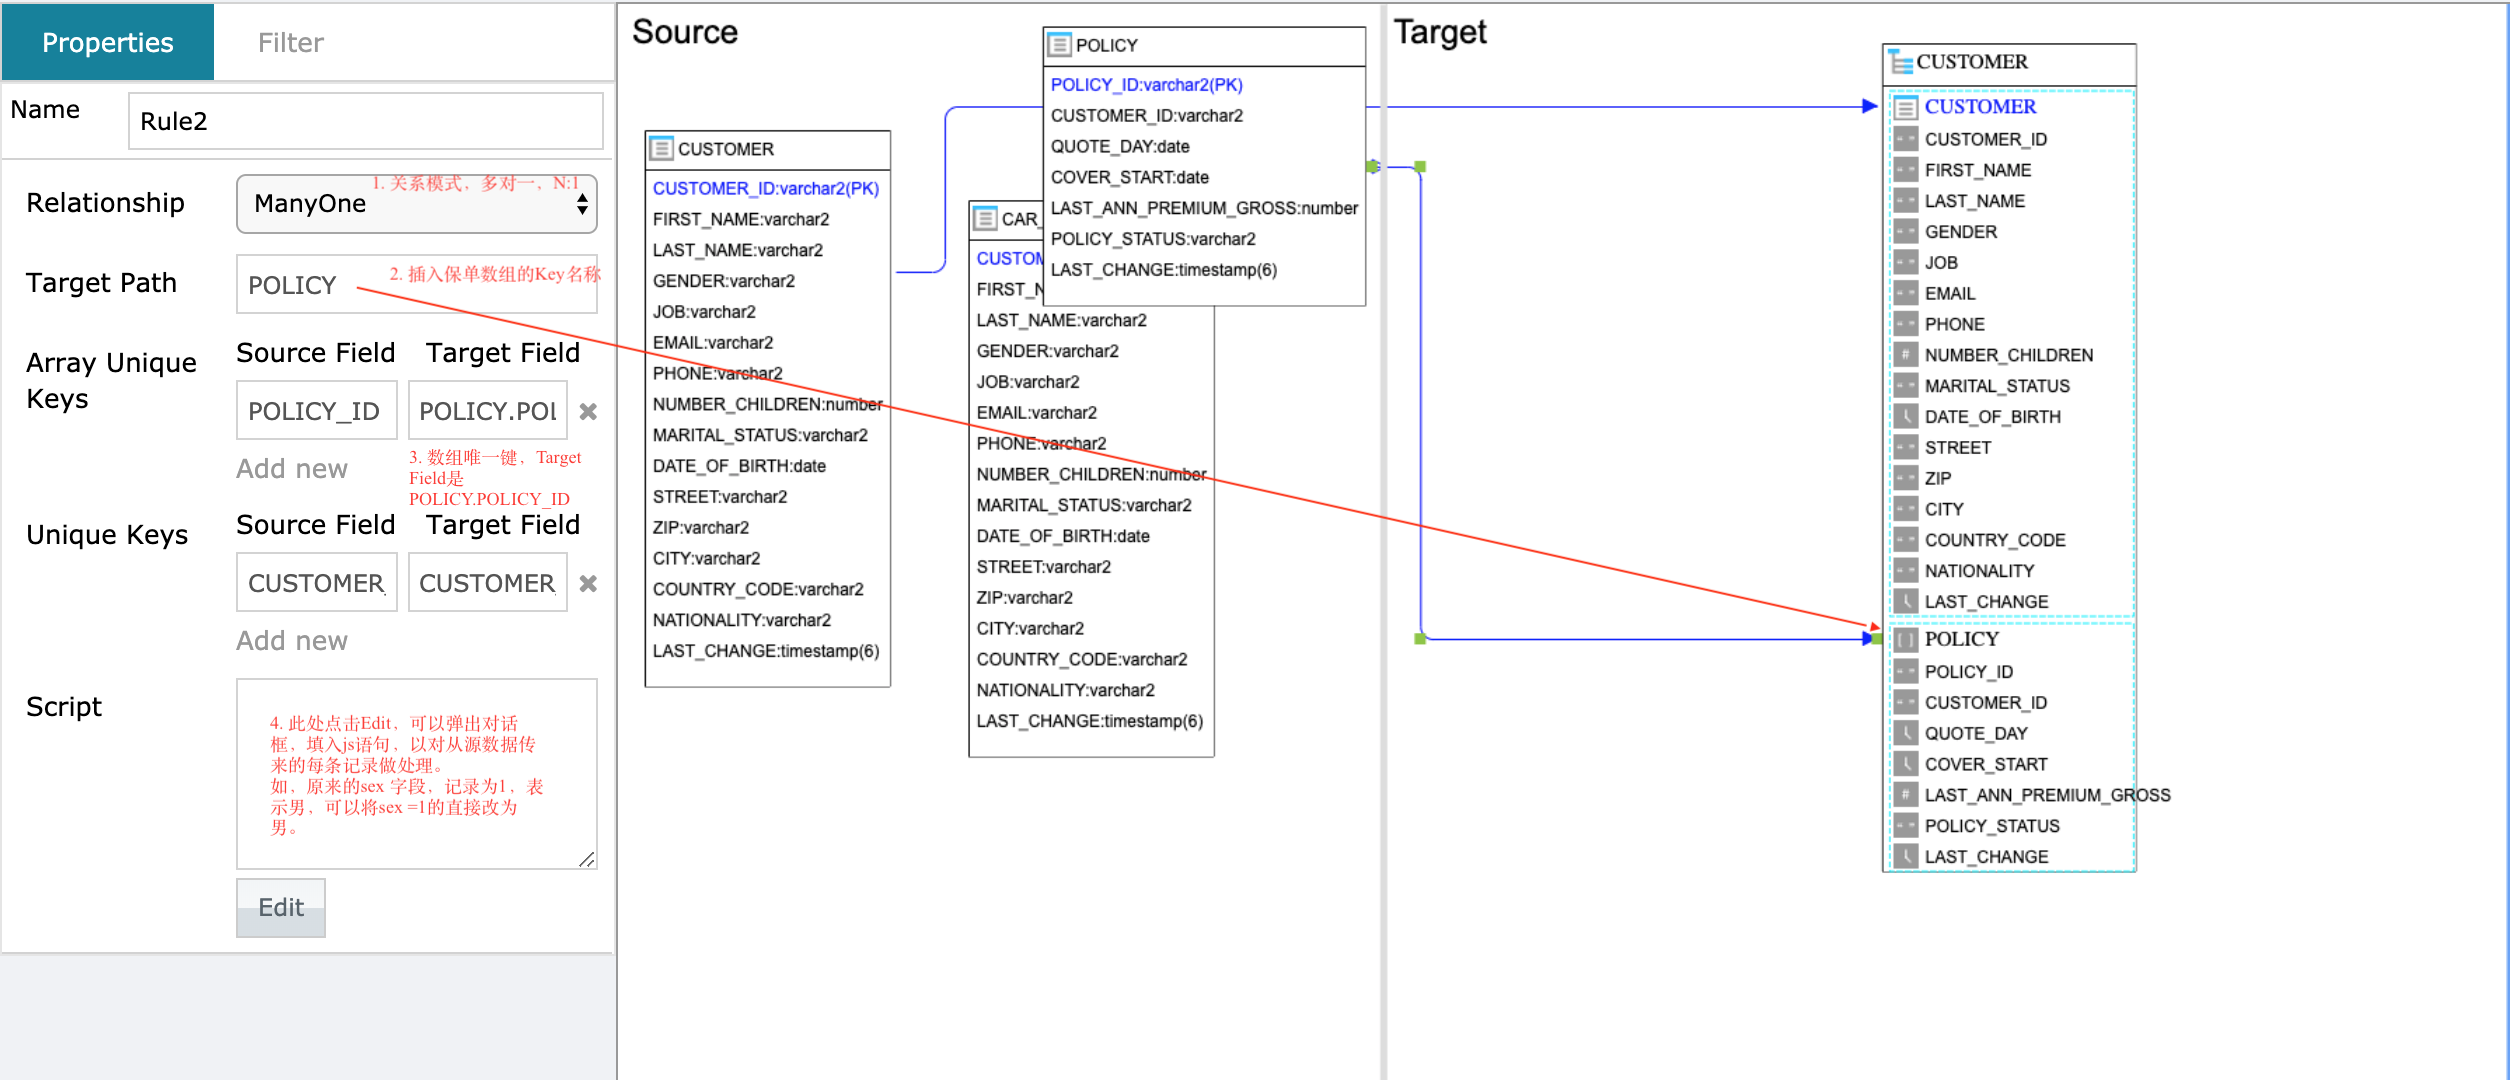 Properties
Filter
Name
Rule2
Relationship
ManyOne
1. 关系模式，多对一，N:1
Target Path
POLICY
2. 插入保单数组的Key名称
Array Unique
Keys
Source Field
Target Field
POLICY_ID
POLICY.POL
Add new
3. 数组唯一键，Target
Field是
POLICY.POLICY_ID
Unique Keys
Source Field
Target Field
CUSTOMER_
CUSTOMER_
Add new
Script
4. 此处点击Edit，可以弹出对话
框，填入js语句，以对从源数据传
来的每条记录做处理。
如，原来的sex 字段，记录为1，表
示男，可以将sex =1的直接改为
男。
Edit
Source
CUSTOMER
CUSTOMER_ID:varchar2(PK)
FIRST_NAME:varchar2
LAST_NAME:varchar2
GENDER:varchar2
JOB:varchar2
EMAIL:varchar2
PHONE:varchar2
NUMBER_CHILDREN:number
MARITAL_STATUS:varchar2
DATE_OF_BIRTH:date
STREET:varchar2
ZIP:varchar2
CITY:varchar2
COUNTRY_CODE:varchar2
NATIONALITY:varchar2
LAST_CHANGE:timestamp(6)
CAR_
CUSTOM
FIRST_N
LAST_NAME:varchar2
GENDER:varchar2
JOB:varchar2
EMAIL:varchar2
PHONE:varchar2
NUMBER_CHILDREN:number
MARITAL_STATUS:varchar2
DATE_OF_BIRTH:date
STREET:varchar2
ZIP:varchar2
CITY:varchar2
COUNTRY_CODE:varchar2
NATIONALITY:varchar2
LAST_CHANGE:timestamp(6)
POLICY
POLICY_ID:varchar2(PK)
CUSTOMER_ID:varchar2
QUOTE_DAY:date
COVER_START:date
LAST_ANN_PREMIUM_GROSS:number
POLICY_STATUS:varchar2
LAST_CHANGE:timestamp(6)
Target
CUSTOMER
CUSTOMER
CUSTOMER_ID
FIRST_NAME
LAST_NAME
GENDER
JOB
EMAIL
PHONE
NUMBER_CHILDREN
MARITAL_STATUS
DATE_OF_BIRTH
STREET
ZIP
CITY
COUNTRY_CODE
NATIONALITY
LAST_CHANGE
POLICY
POLICY_ID
CUSTOMER_ID
QUOTE_DAY
COVER_START
LAST_ANN_PREMIUM_GROSS
POLICY_STATUS
LAST_CHANGE